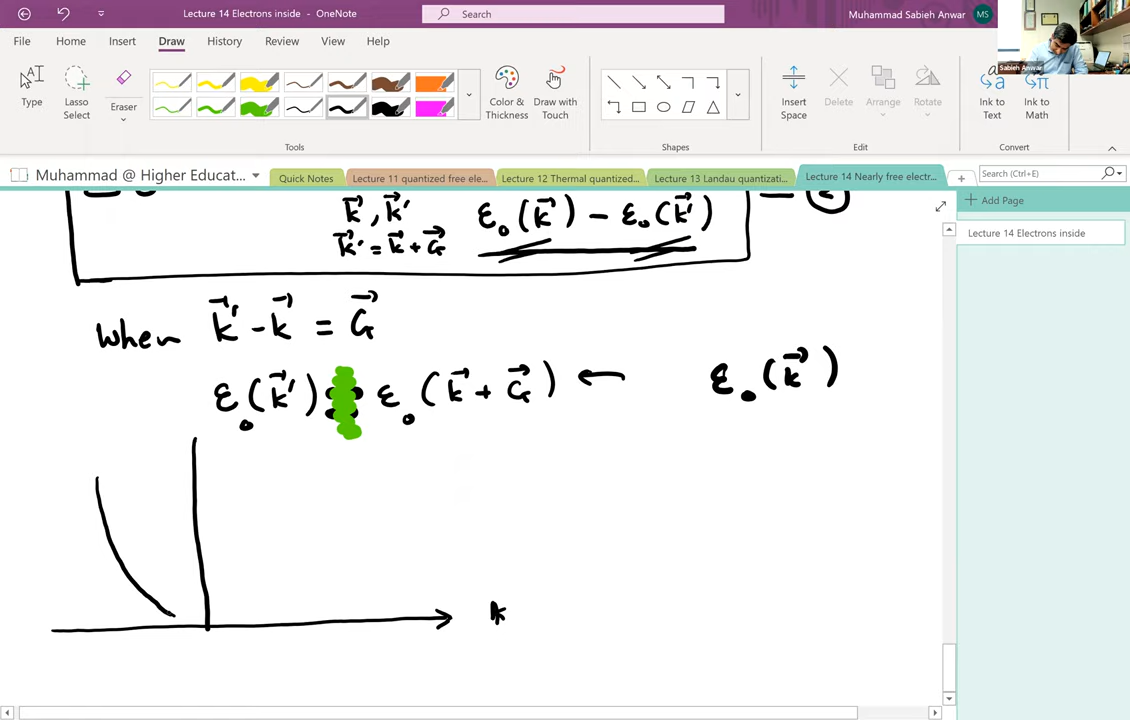 Lecture 14 Electrons inside - OneNote
Search
Muhammad Sabieh Anwar
MS
File Home Insert Draw History Review View Help
Sabieh Anwar
Type
Lasso Select
Eraser
Color & Thickness
Draw with Touch
Insert Space
Delete
Arrange
Rotate
Ink to Text
Ink to Math
Tools
Shapes
Edit
Convert
Muhammad @ Higher Educat...
Quick Notes
Lecture 11 quantized free ele...
Lecture 12 Thermal quantized...
Lecture 13 Landau quantizati...
Lecture 14 Nearly free electr...
Search (Ctrl+E)
Add Page
Lecture 14 Electrons inside
k⃗, k⃗′
k⃗′ = k⃗ + G⃗
ε₀(k⃗) − ε₀(k⃗′)
— ②
When k⃗′ - k⃗ = G⃗
ε₀(k⃗′) = ε₀(k⃗ + G⃗) ← ε₀(k⃗)
k